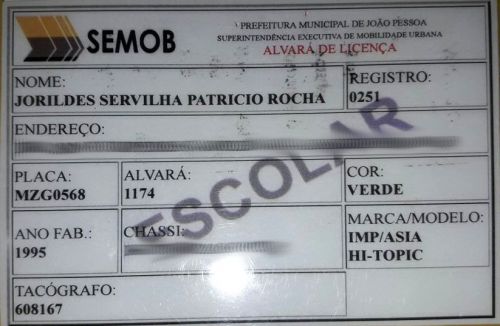 SEMOB
PREFEITURA MUNICIPAL DE JOÃO PESSOA
SUPERINTENDÊNCIA EXECUTIVA DE MOBILIDADE URBANA
ALVARÁ DE LICENÇA
NOME:
JORILDES SERVILHA PATRICIO ROCHA
REGISTRO:
0251
ENDEREÇO:
PLACA:
MZG0568
ALVARÁ:
1174
COR:
VERDE
ESCOLAR
ANO FAB.:
1995
CHASSI:
MARCA/MODELO:
IMP/ASIA
HI-TOPIC
TACÓGRAFO:
608167